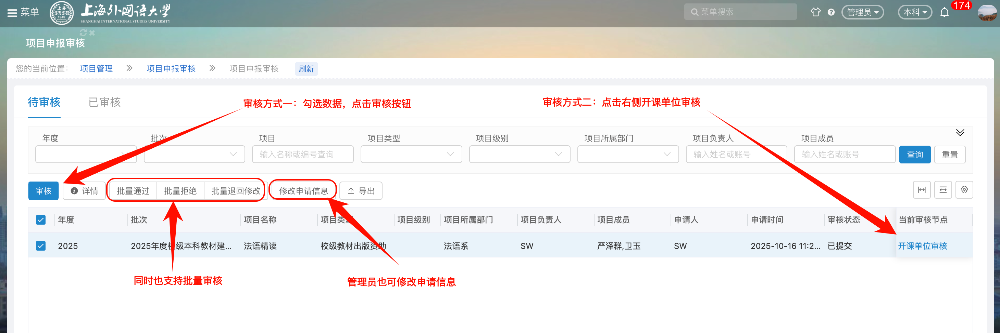 菜单
上外
SISU
1949
上海外国语大学
SHANGHAI INTERNATIONAL STUDIES UNIVERSITY
菜单搜索
管理员
本科
174
项目申报审核
您的当前位置： 项目管理 项目申报审核 项目申报审核 刷新
待审核 已审核
审核方式一：勾选数据，点击审核按钮
审核方式二：点击右侧开课单位审核
年度 批次 项目 项目类型 项目级别 项目所属部门 项目负责人 项目成员
输入名称或编号查询 输入姓名或账号 输入姓名或账号 查询 重置
审核 详情 批量通过 批量拒绝 批量退回修改 修改申请信息 导出
年度 批次 项目名称 项目类型 项目级别 项目所属部门 项目负责人 项目成员 申请人 申请时间 审核状态 当前审核节点
2025 2025年度校级本科教材建... 法语精读 校级教材出版资助 法语系 SW 严泽群,卫玉 SW 2025-10-16 11:2... 已提交 开课单位审核
同时也支持批量审核
管理员也可修改申请信息